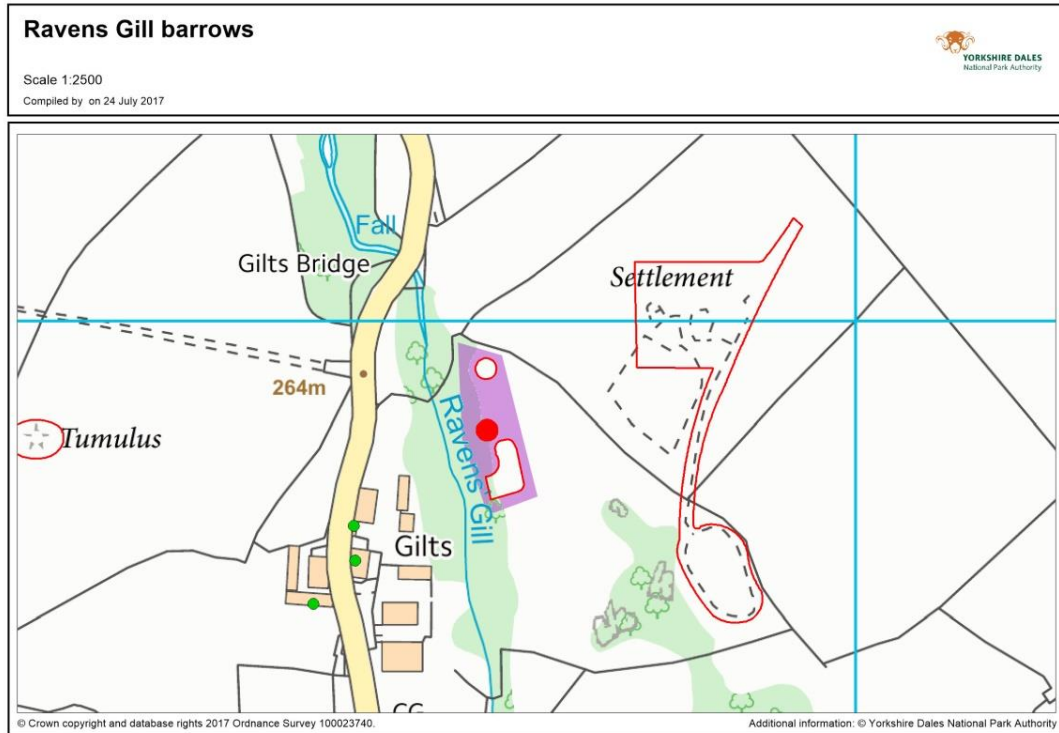 Ravens Gill barrows
Scale 1:2500
Compiled by on 24 July 2017
YORKSHIRE DALES
National Park Authority
Fall
Gilts Bridge
Settlement
264m
Tumulus
Ravens' Gill
Gilts
© Crown copyright and database rights 2017 Ordnance Survey 100023740.
Additional information: © Yorkshire Dales National Park Authority